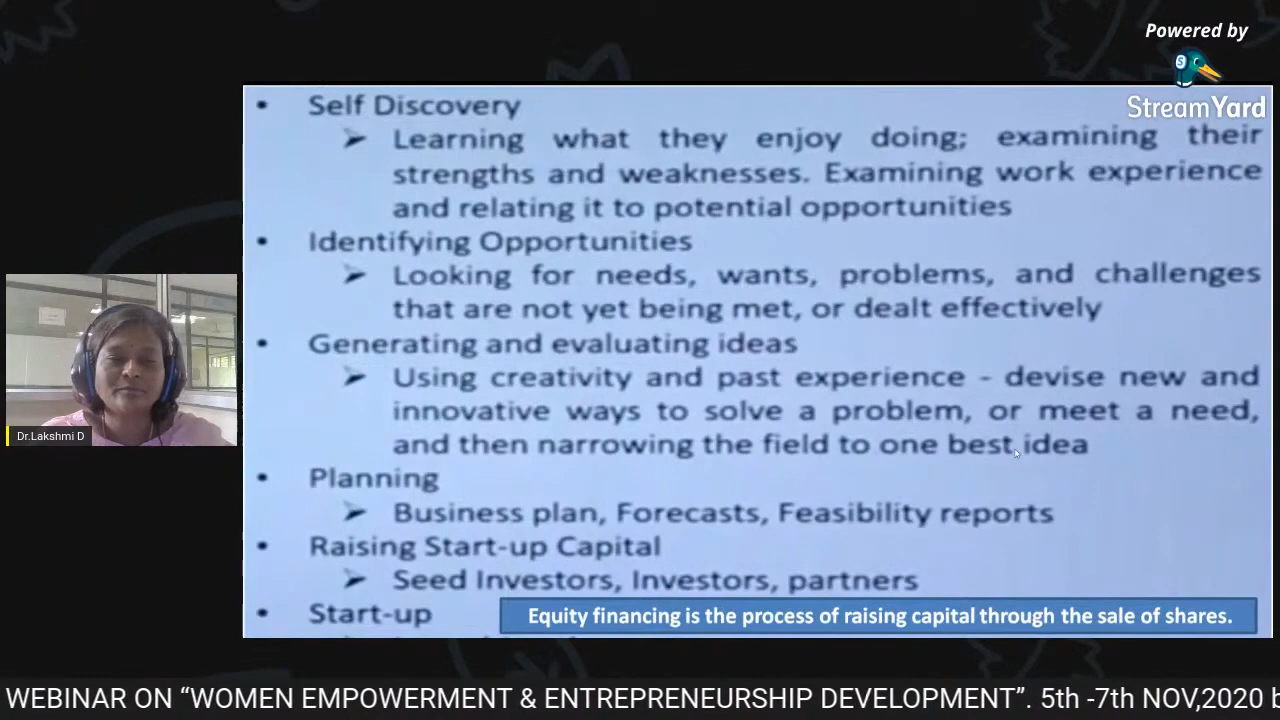 Powered by
StreamYard
• Self Discovery
➢ Learning what they enjoy doing; examining their
strengths and weaknesses. Examining work experience
and relating it to potential opportunities
• Identifying Opportunities
➢ Looking for needs, wants, problems, and challenges
that are not yet being met, or dealt effectively
• Generating and evaluating ideas
➢ Using creativity and past experience - devise new and
innovative ways to solve a problem, or meet a need,
and then narrowing the field to one best idea
• Planning
➢ Business plan, Forecasts, Feasibility reports
• Raising Start-up Capital
➢ Seed Investors, Investors, partners
• Start-up
Equity financing is the process of raising capital through the sale of shares.
Dr.Lakshmi D
WEBINAR ON “WOMEN EMPOWERMENT & ENTREPRENEURSHIP DEVELOPMENT”. 5th -7th NOV,2020